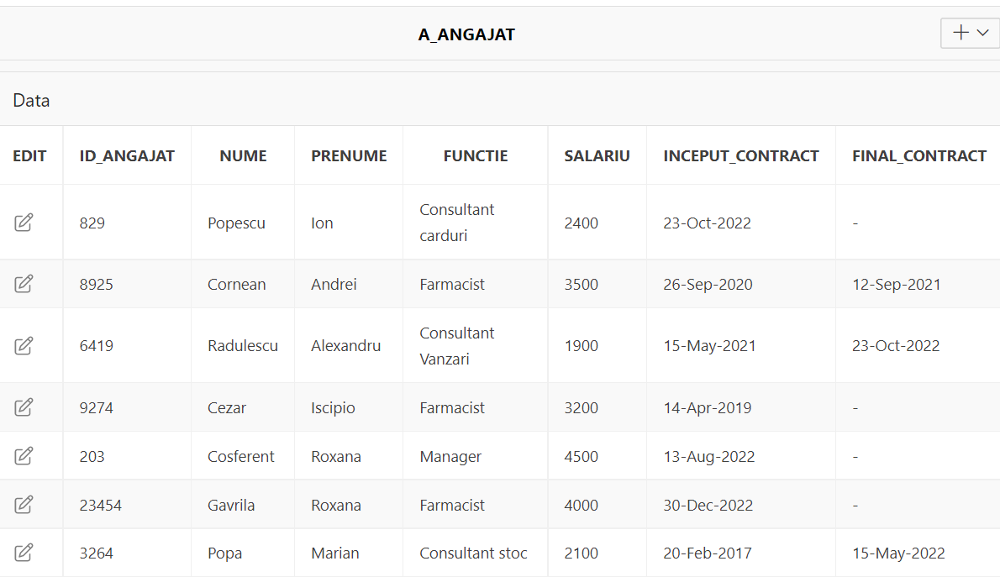 A_ANGAJAT
Data
EDIT ID_ANGAJAT NUME PRENUME FUNCTIE SALARIU INCEPUT_CONTRACT FINAL_CONTRACT
829 Popescu Ion Consultant carduri 2400 23-Oct-2022 -
8925 Cornean Andrei Farmacist 3500 26-Sep-2020 12-Sep-2021
6419 Radulescu Alexandru Consultant Vanzari 1900 15-May-2021 23-Oct-2022
9274 Cezar Iscipio Farmacist 3200 14-Apr-2019 -
203 Cosferent Roxana Manager 4500 13-Aug-2022 -
23454 Gavrila Roxana Farmacist 4000 30-Dec-2022 -
3264 Popa Marian Consultant stoc 2100 20-Feb-2017 15-May-2022